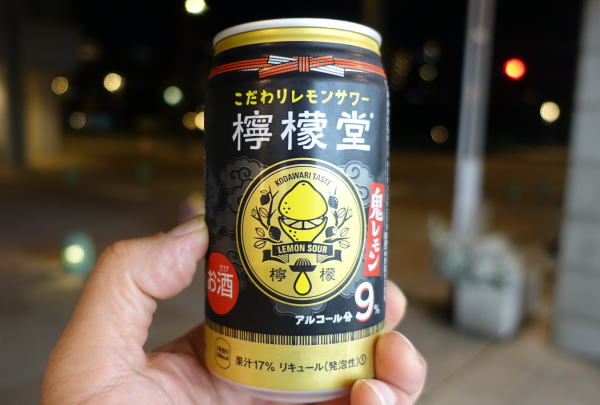 こだわりレモンサワー
檸檬堂
KODAWARI TASTE
LEMON SOUR
檸 檬
鬼レモン
さけ
お酒
アルコール分 9%
果汁17% リキュール(発泡性)①